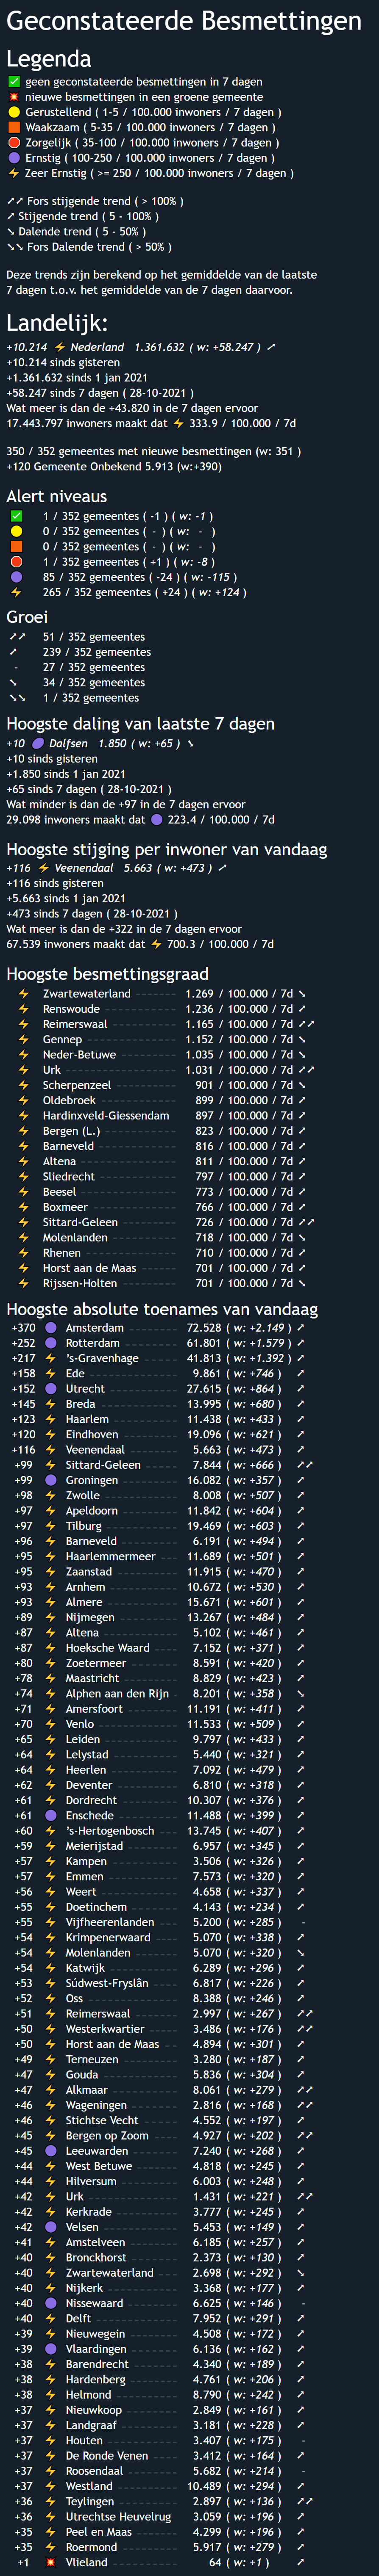 Geconstateerde Besmettingen
Legenda
✅ geen geconstateerde besmettingen in 7 dagen
💥 nieuwe besmettingen in een groene gemeente
🟡 Gerustellend ( 1-5 / 100.000 inwoners / 7 dagen )
🟧 Waakzaam ( 5-35 / 100.000 inwoners / 7 dagen )
🛑 Zorgelijk ( 35-100 / 100.000 inwoners / 7 dagen )
🟣 Ernstig ( 100-250 / 100.000 inwoners / 7 dagen )
⚡ Zeer Ernstig ( >= 250 / 100.000 inwoners / 7 dagen )
➚➚ Fors stijgende trend ( > 100% )
➚ Stijgende trend ( 5 - 100% )
➘ Dalende trend ( 5 - 50% )
➘➘ Fors Dalende trend ( > 50% )
Deze trends zijn berekend op het gemiddelde van de laatste
7 dagen t.o.v. het gemiddelde van de 7 dagen daarvoor.
Landelijk:
+10.214 ⚡ Nederland 1.361.632 ( w: +58.247 ) ➚
+10.214 sinds gisteren
+1.361.632 sinds 1 jan 2021
+58.247 sinds 7 dagen ( 28-10-2021 )
Wat meer is dan de +43.820 in de 7 dagen ervoor
17.443.797 inwoners maakt dat ⚡ 333.9 / 100.000 / 7d
350 / 352 gemeentes met nieuwe besmettingen (w: 351 )
+120 Gemeente Onbekend 5.913 (w:+390)
Alert niveaus
✅ 1 / 352 gemeentes ( -1 ) ( w: -1 )
🟡 0 / 352 gemeentes ( - ) ( w: - )
🟧 0 / 352 gemeentes ( - ) ( w: - )
🛑 1 / 352 gemeentes ( +1 ) ( w: -8 )
🟣 85 / 352 gemeentes ( -24 ) ( w: -115 )
⚡ 265 / 352 gemeentes ( +24 ) ( w: +124 )
Groei
➚➚ 51 / 352 gemeentes
➚ 239 / 352 gemeentes
- 27 / 352 gemeentes
➘ 34 / 352 gemeentes
➘➘ 1 / 352 gemeentes
Hoogste daling van laatste 7 dagen
+10 🟣 Dalfsen 1.850 ( w: +65 ) ➘
+10 sinds gisteren
+1.850 sinds 1 jan 2021
+65 sinds 7 dagen ( 28-10-2021 )
Wat minder is dan de +97 in de 7 dagen ervoor
29.098 inwoners maakt dat 🟣 223.4 / 100.000 / 7d
Hoogste stijging per inwoner van vandaag
+116 ⚡ Veenendaal 5.663 ( w: +473 ) ➚
+116 sinds gisteren
+5.663 sinds 1 jan 2021
+473 sinds 7 dagen ( 28-10-2021 )
Wat meer is dan de +322 in de 7 dagen ervoor
67.539 inwoners maakt dat ⚡ 700.3 / 100.000 / 7d
Hoogste besmettingsgraad
⚡ Zwartewaterland 1.269 / 100.000 / 7d ➘
⚡ Renswoude 1.236 / 100.000 / 7d ➚
⚡ Reimerswaal 1.165 / 100.000 / 7d ➚➚
⚡ Gennep 1.152 / 100.000 / 7d ➘
⚡ Neder-Betuwe 1.035 / 100.000 / 7d ➘
⚡ Urk 1.031 / 100.000 / 7d ➚➚
⚡ Scherpenzeel 901 / 100.000 / 7d ➘
⚡ Oldebroek 899 / 100.000 / 7d ➚
⚡ Hardinxveld-Giessendam 897 / 100.000 / 7d ➚
⚡ Bergen (L.) 823 / 100.000 / 7d ➚
⚡ Barneveld 816 / 100.000 / 7d ➚
⚡ Altena 811 / 100.000 / 7d ➚
⚡ Sliedrecht 797 / 100.000 / 7d ➚
⚡ Beesel 773 / 100.000 / 7d ➚
⚡ Boxmeer 766 / 100.000 / 7d ➚
⚡ Sittard-Geleen 726 / 100.000 / 7d ➚➚
⚡ Molenlanden 718 / 100.000 / 7d ➘
⚡ Rhenen 710 / 100.000 / 7d ➚
⚡ Horst aan de Maas 701 / 100.000 / 7d ➚
⚡ Rijssen-Holten 701 / 100.000 / 7d ➘
Hoogste absolute toenames van vandaag
+370 🟣 Amsterdam 72.528 ( w: +2.149 ) ➚
+252 🟣 Rotterdam 61.801 ( w: +1.579 ) ➚
+217 ⚡ 's-Gravenhage 41.813 ( w: +1.392 ) ➚
+158 ⚡ Ede 9.861 ( w: +746 ) ➚
+152 🟣 Utrecht 27.615 ( w: +864 ) ➚
+145 ⚡ Breda 13.995 ( w: +680 ) ➚
+123 ⚡ Haarlem 11.438 ( w: +433 ) ➚
+120 ⚡ Eindhoven 19.096 ( w: +621 ) ➚
+116 ⚡ Veenendaal 5.663 ( w: +473 ) ➚
+99 ⚡ Sittard-Geleen 7.844 ( w: +666 ) ➚➚
+99 🟣 Groningen 16.082 ( w: +357 ) ➚
+98 ⚡ Zwolle 8.008 ( w: +507 ) ➚
+97 ⚡ Apeldoorn 11.842 ( w: +604 ) ➚
+97 ⚡ Tilburg 19.469 ( w: +603 ) ➚
+96 ⚡ Barneveld 6.191 ( w: +494 ) ➚
+95 ⚡ Haarlemmermeer 11.689 ( w: +501 ) ➚
+95 ⚡ Zaanstad 11.915 ( w: +470 ) ➚
+93 ⚡ Arnhem 10.672 ( w: +530 ) ➚
+93 ⚡ Almere 15.671 ( w: +601 ) ➚
+89 ⚡ Nijmegen 13.267 ( w: +484 ) ➚
+87 ⚡ Altena 5.102 ( w: +461 ) ➚
+87 ⚡ Hoeksche Waard 7.152 ( w: +371 ) ➚
+80 ⚡ Zoetermeer 8.591 ( w: +420 ) ➚
+78 ⚡ Maastricht 8.829 ( w: +423 ) ➚
+74 ⚡ Alphen aan den Rijn 8.201 ( w: +358 ) ➘
+71 ⚡ Amersfoort 11.191 ( w: +411 ) ➚
+70 ⚡ Venlo 11.533 ( w: +509 ) ➚
+65 ⚡ Leiden 9.797 ( w: +433 ) ➚
+64 ⚡ Lelystad 5.440 ( w: +321 ) ➚
+64 ⚡ Heerlen 7.092 ( w: +479 ) ➚
+62 ⚡ Deventer 6.810 ( w: +318 ) ➚
+61 ⚡ Dordrecht 10.307 ( w: +376 ) ➚
+61 🟣 Enschede 11.488 ( w: +399 ) ➚
+60 ⚡ 's-Hertogenbosch 13.745 ( w: +407 ) ➚
+59 ⚡ Meierijstad 6.957 ( w: +345 ) ➚
+57 ⚡ Kampen 3.506 ( w: +326 ) ➚
+57 ⚡ Emmen 7.573 ( w: +320 ) ➚
+56 ⚡ Weert 4.658 ( w: +337 ) ➚
+55 ⚡ Doetinchem 4.143 ( w: +234 ) ➚
+55 ⚡ Vijfheerenlanden 5.200 ( w: +285 ) -
+54 ⚡ Krimpenerwaard 5.070 ( w: +338 ) ➚
+54 ⚡ Molenlanden 5.070 ( w: +320 ) ➘
+54 ⚡ Katwijk 6.289 ( w: +296 ) ➚
+53 ⚡ Súdwest-Fryslân 6.817 ( w: +226 ) ➚
+52 ⚡ Oss 8.388 ( w: +246 ) ➚
+51 ⚡ Reimerswaal 2.997 ( w: +267 ) ➚➚
+50 ⚡ Westerkwartier 3.486 ( w: +176 ) ➚➚
+50 ⚡ Horst aan de Maas 4.894 ( w: +301 ) ➚
+49 ⚡ Terneuzen 3.280 ( w: +187 ) ➚
+47 ⚡ Gouda 5.836 ( w: +304 ) ➚
+47 ⚡ Alkmaar 8.061 ( w: +279 ) ➚➚
+46 ⚡ Wageningen 2.816 ( w: +168 ) ➚➚
+46 ⚡ Stichtse Vecht 4.552 ( w: +197 ) ➚
+45 ⚡ Bergen op Zoom 4.927 ( w: +202 ) ➚➚
+45 🟣 Leeuwarden 7.240 ( w: +268 ) ➚
+44 ⚡ West Betuwe 4.818 ( w: +245 ) ➚
+44 ⚡ Hilversum 6.003 ( w: +248 ) ➚
+42 ⚡ Urk 1.431 ( w: +221 ) ➚➚
+42 ⚡ Kerkrade 3.777 ( w: +245 ) ➚
+42 🟣 Velsen 5.453 ( w: +149 ) ➚
+41 ⚡ Amstelveen 6.185 ( w: +257 ) ➚
+40 ⚡ Bronckhorst 2.373 ( w: +130 ) ➚
+40 ⚡ Zwartewaterland 2.698 ( w: +292 ) ➘
+40 ⚡ Nijkerk 3.368 ( w: +177 ) ➚
+40 🟣 Nissewaard 6.625 ( w: +146 ) -
+40 ⚡ Delft 7.952 ( w: +291 ) ➚
+39 ⚡ Nieuwegein 4.508 ( w: +172 ) ➚
+39 🟣 Vlaardingen 6.136 ( w: +162 ) ➚
+38 ⚡ Barendrecht 4.340 ( w: +189 ) ➚
+38 ⚡ Hardenberg 4.761 ( w: +206 ) ➚
+38 ⚡ Helmond 8.790 ( w: +242 ) ➚
+37 ⚡ Nieuwkoop 2.849 ( w: +161 ) ➚
+37 ⚡ Landgraaf 3.181 ( w: +228 ) ➚
+37 ⚡ Houten 3.407 ( w: +175 ) -
+37 ⚡ De Ronde Venen 3.412 ( w: +164 ) ➚
+37 ⚡ Roosendaal 5.682 ( w: +214 ) -
+37 ⚡ Westland 10.489 ( w: +294 ) ➚
+36 ⚡ Teylingen 2.897 ( w: +136 ) ➚➚
+36 ⚡ Utrechtse Heuvelrug 3.059 ( w: +196 ) ➚
+35 ⚡ Peel en Maas 4.299 ( w: +196 ) ➚
+35 ⚡ Roermond 5.917 ( w: +279 ) ➚
+1 💥 Vlieland 64 ( w: +1 ) ➚